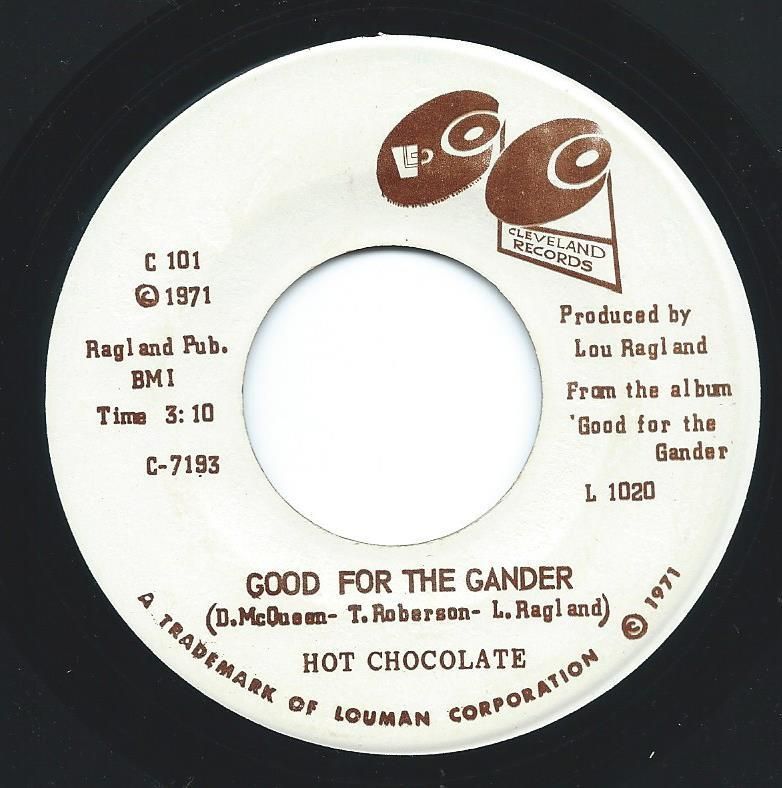 CLEVELAND
RECORDS
C 101
© 1971
Ragland Pub.
BMI
Time 3:10
C-7193
Produced by
Lou Ragland
From the album
'Good for the
Gander
L 1020
GOOD FOR THE GANDER
(D.McQueen- T.Roberson- L.Ragland)
HOT CHOCOLATE
A TRADEMARK OF LOUMAN CORPORATION © 1971